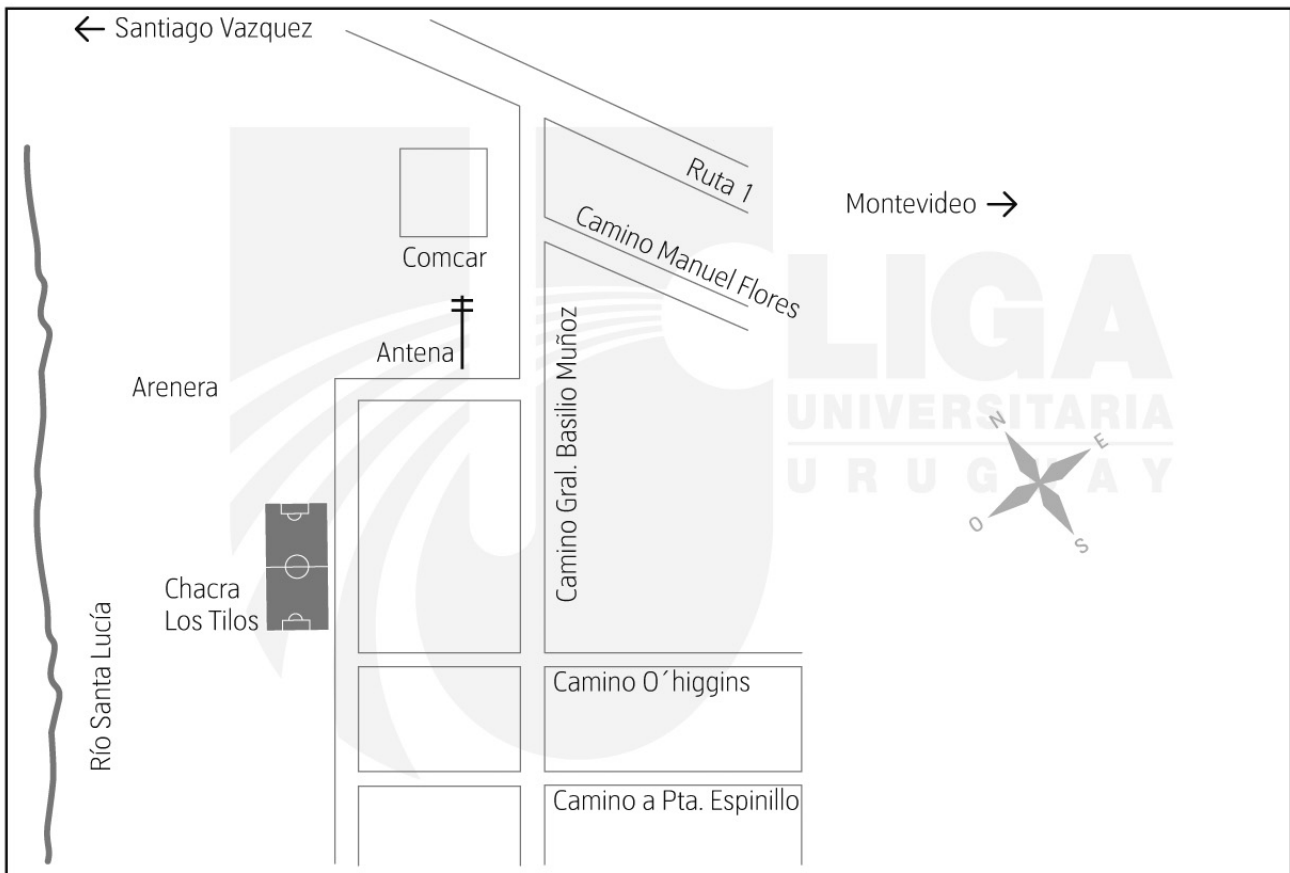 ← Santiago Vazquez
Ruta 1
Montevideo →
Camino Manuel Flores
Comcar
LIGA
UNIVERSITARIA
URUGUAY
Antena
Arenera
Camino Gral. Basilio Muñoz
N
E
O
S
Chacra
Los Tilos
Río Santa Lucía
Camino O´higgins
Camino a Pta. Espinillo